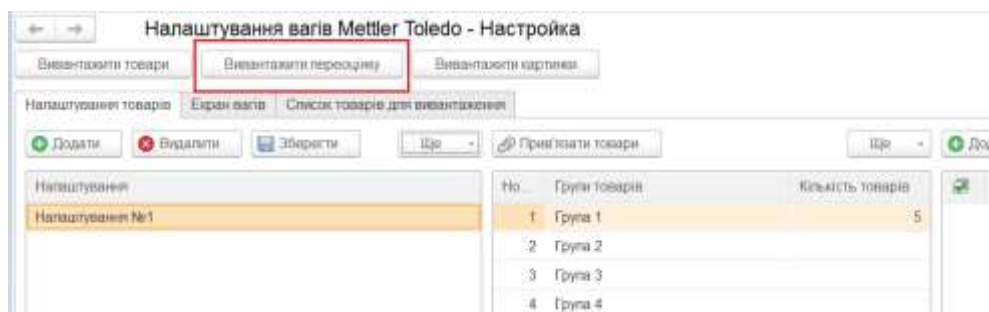 Налаштування вагів Mettler Toledo - Настройка
Вивантажити товари Вивантажити переоцінку Вивантажити картинки
Налаштування товарів Екран вагів Список товарів для вивантаження
Додати Видалити Зберегти Ще Прив'язати товари Ще Дод
Налаштування Но... Групи товарів Кількість товарів
Налаштування №1 1 Група 1 5
2 Група 2
3 Група 3
4 Група 4